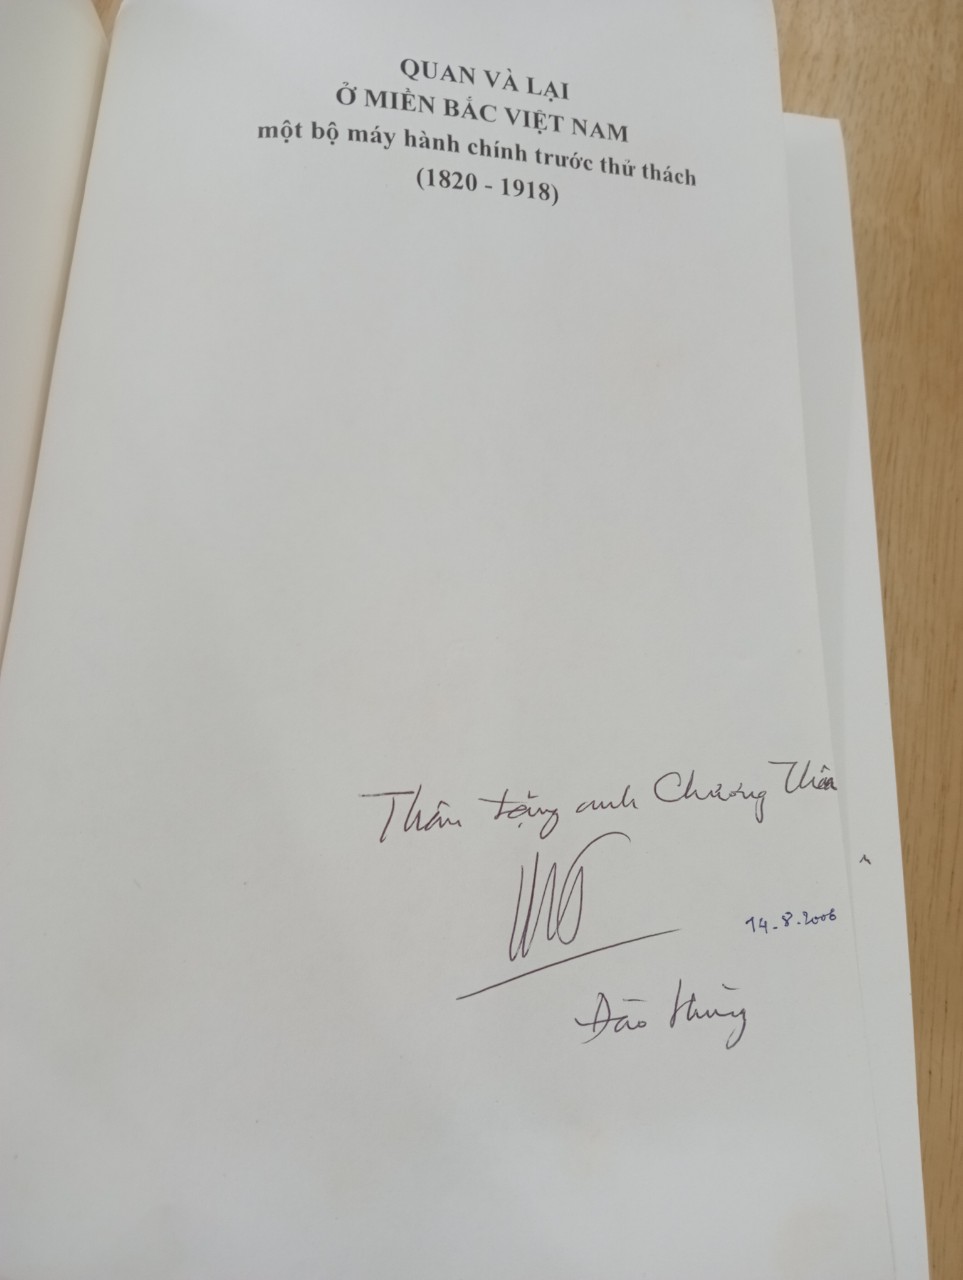 QUAN VÀ LẠI
Ở MIỀN BẮC VIỆT NAM
một bộ máy hành chính trước thử thách
(1820 - 1918)
Thân tặng anh Chương Thâu
14-8-2006
Đào Hùng